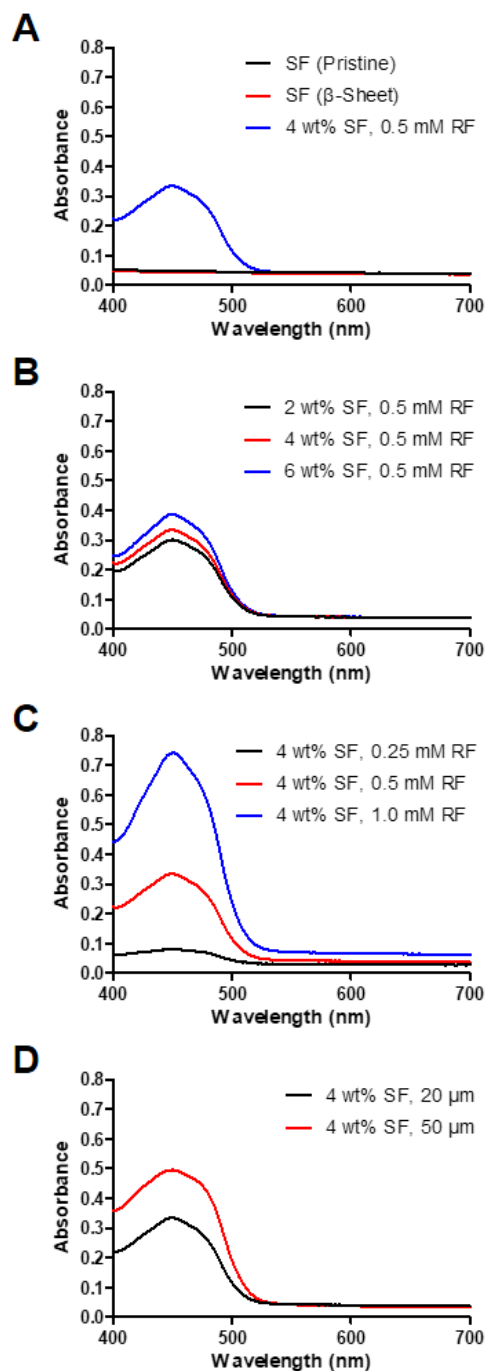 A
0.8
0.7
0.6
0.5
0.4
0.3
0.2
0.1
0.0
Absorbance
SF (Pristine)
SF (β-Sheet)
4 wt% SF, 0.5 mM RF
400 500 600 700
Wavelength (nm)
B
0.8
0.7
0.6
0.5
0.4
0.3
0.2
0.1
0.0
Absorbance
2 wt% SF, 0.5 mM RF
4 wt% SF, 0.5 mM RF
6 wt% SF, 0.5 mM RF
400 500 600 700
Wavelength (nm)
C
0.8
0.7
0.6
0.5
0.4
0.3
0.2
0.1
0.0
Absorbance
4 wt% SF, 0.25 mM RF
4 wt% SF, 0.5 mM RF
4 wt% SF, 1.0 mM RF
400 500 600 700
Wavelength (nm)
D
0.8
0.7
0.6
0.5
0.4
0.3
0.2
0.1
0.0
Absorbance
4 wt% SF, 20 µm
4 wt% SF, 50 µm
400 500 600 700
Wavelength (nm)